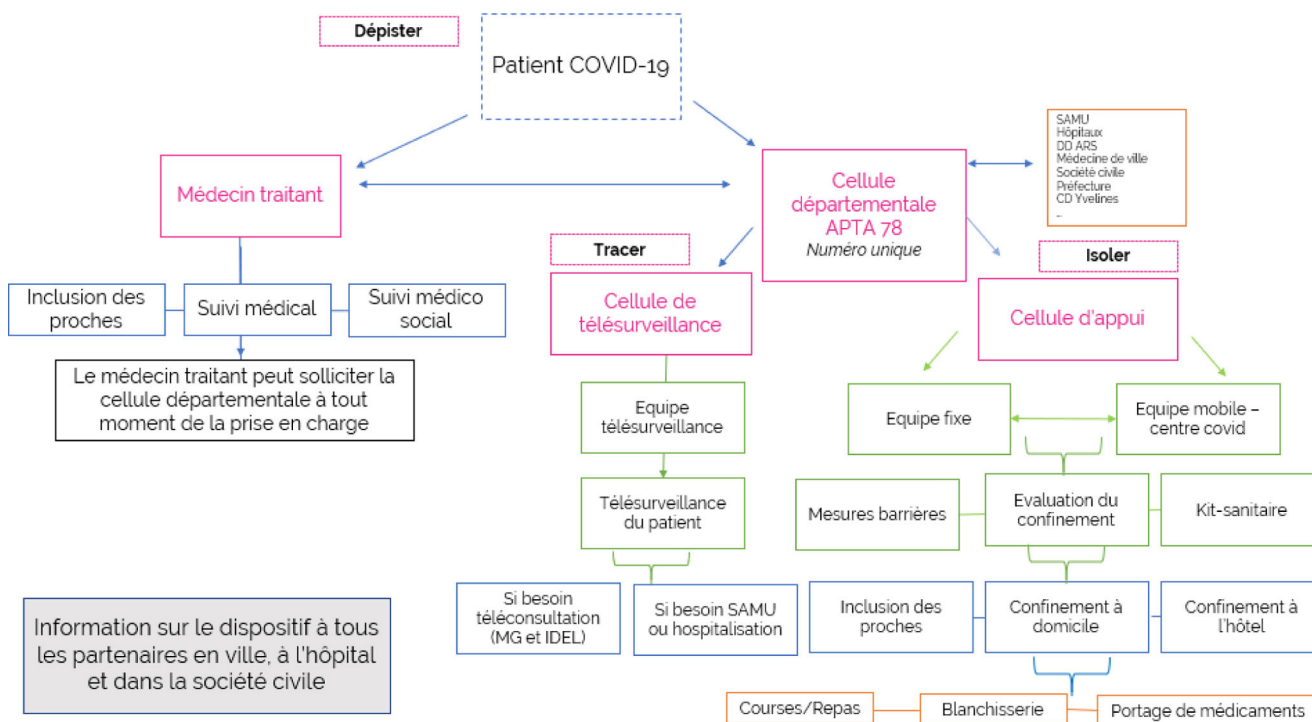 Dépister
Patient COVID-19
SAMU
Hôpitaux
DD ARS
Médecine de ville
Société civile
Préfecture
CD Yvelines
...
Médecin traitant
Cellule
départementale
APTA 78
Numéro unique
Tracer
Isoler
Inclusion des
proches
Suivi médical
Suivi médico
social
Cellule de
télésurveillance
Cellule d'appui
Le médecin traitant peut solliciter la
cellule départementale à tout
moment de la prise en charge
Equipe
télésurveillance
Equipe fixe
Equipe mobile –
centre covid
Télésurveillance
du patient
Mesures barrières
Evaluation du
confinement
Kit-sanitaire
Si besoin
téléconsultation
(MG et IDEL)
Si besoin SAMU
ou hospitalisation
Inclusion des
proches
Confinement à
domicile
Confinement à
l'hôtel
Information sur le dispositif à tous
les partenaires en ville, à l'hôpital
et dans la société civile
Courses/Repas
Blanchisserie
Portage de médicaments